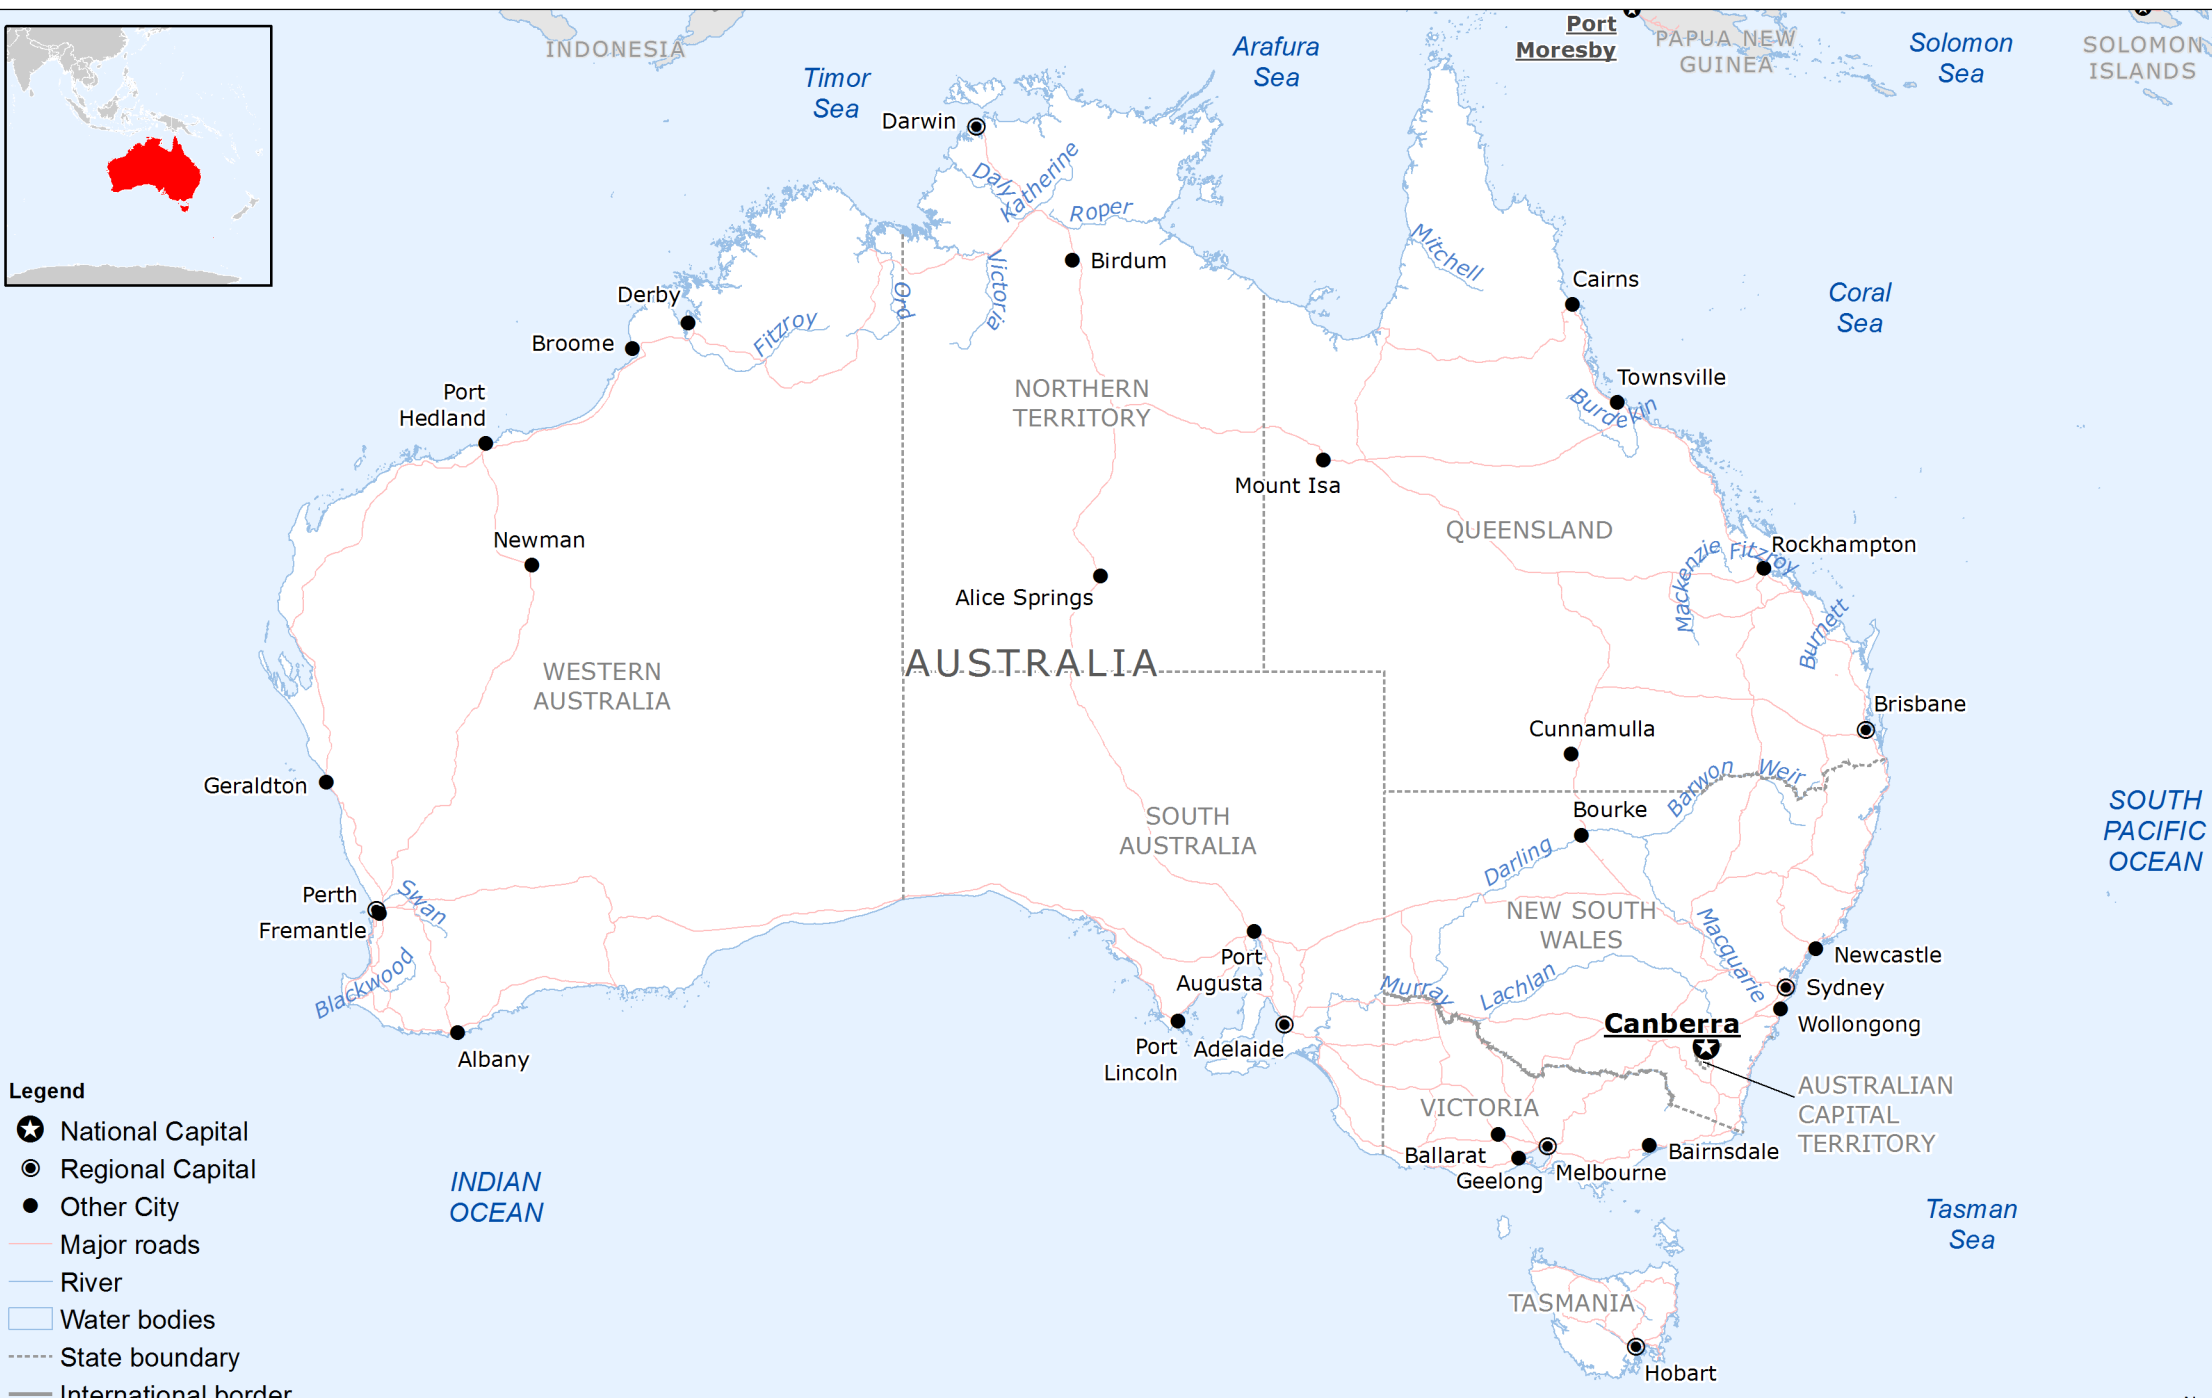 Port
Moresby
PAPUA NEW
GUINEA
Solomon
Sea
SOLOMON
ISLANDS
INDONESIA
Timor
Sea
Arafura
Sea
Darwin
Daly
Katherine
Roper
Birdum
Victoria
Ord
Mitchell
Cairns
Coral
Sea
Derby
Broome
Fitzroy
Port
Hedland
NORTHERN
TERRITORY
Townsville
Burdekin
Mount Isa
QUEENSLAND
Newman
Alice Springs
Mackenzie
Fitzroy
Rockhampton
Burnett
WESTERN
AUSTRALIA
AUSTRALIA
Brisbane
Cunnamulla
Geraldton
Barwon
Weir
Bourke
SOUTH
AUSTRALIA
SOUTH
PACIFIC
OCEAN
Darling
Perth
Swan
Fremantle
Blackwood
NEW SOUTH
WALES
Macquarie
Newcastle
Port
Augusta
Murray
Lachlan
Sydney
Canberra
Wollongong
Albany
Port
Lincoln
Adelaide
AUSTRALIAN
CAPITAL
TERRITORY
VICTORIA
Ballarat
Geelong
Melbourne
Bairnsdale
INDIAN
OCEAN
Tasman
Sea
TASMANIA
Hobart
Legend
National Capital
Regional Capital
Other City
Major roads
River
Water bodies
State boundary
International border